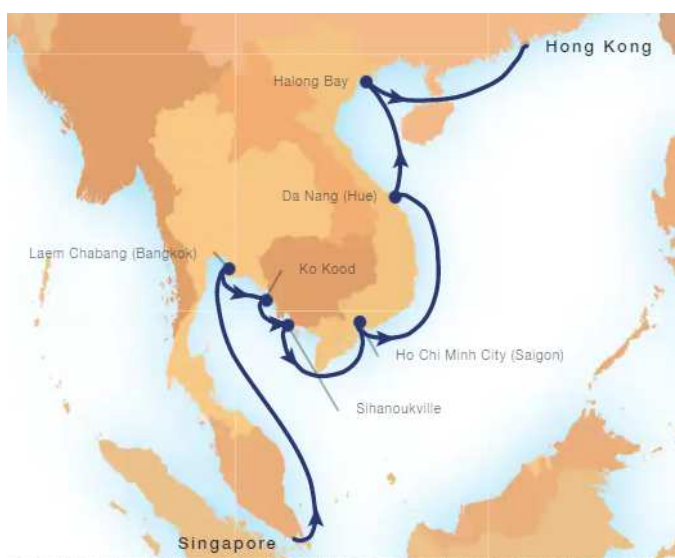 Hong Kong
Halong Bay
Da Nang (Hue)
Laem Chabang (Bangkok)
Ko Kood
Ho Chi Minh City (Saigon)
Sihanoukville
Singapore